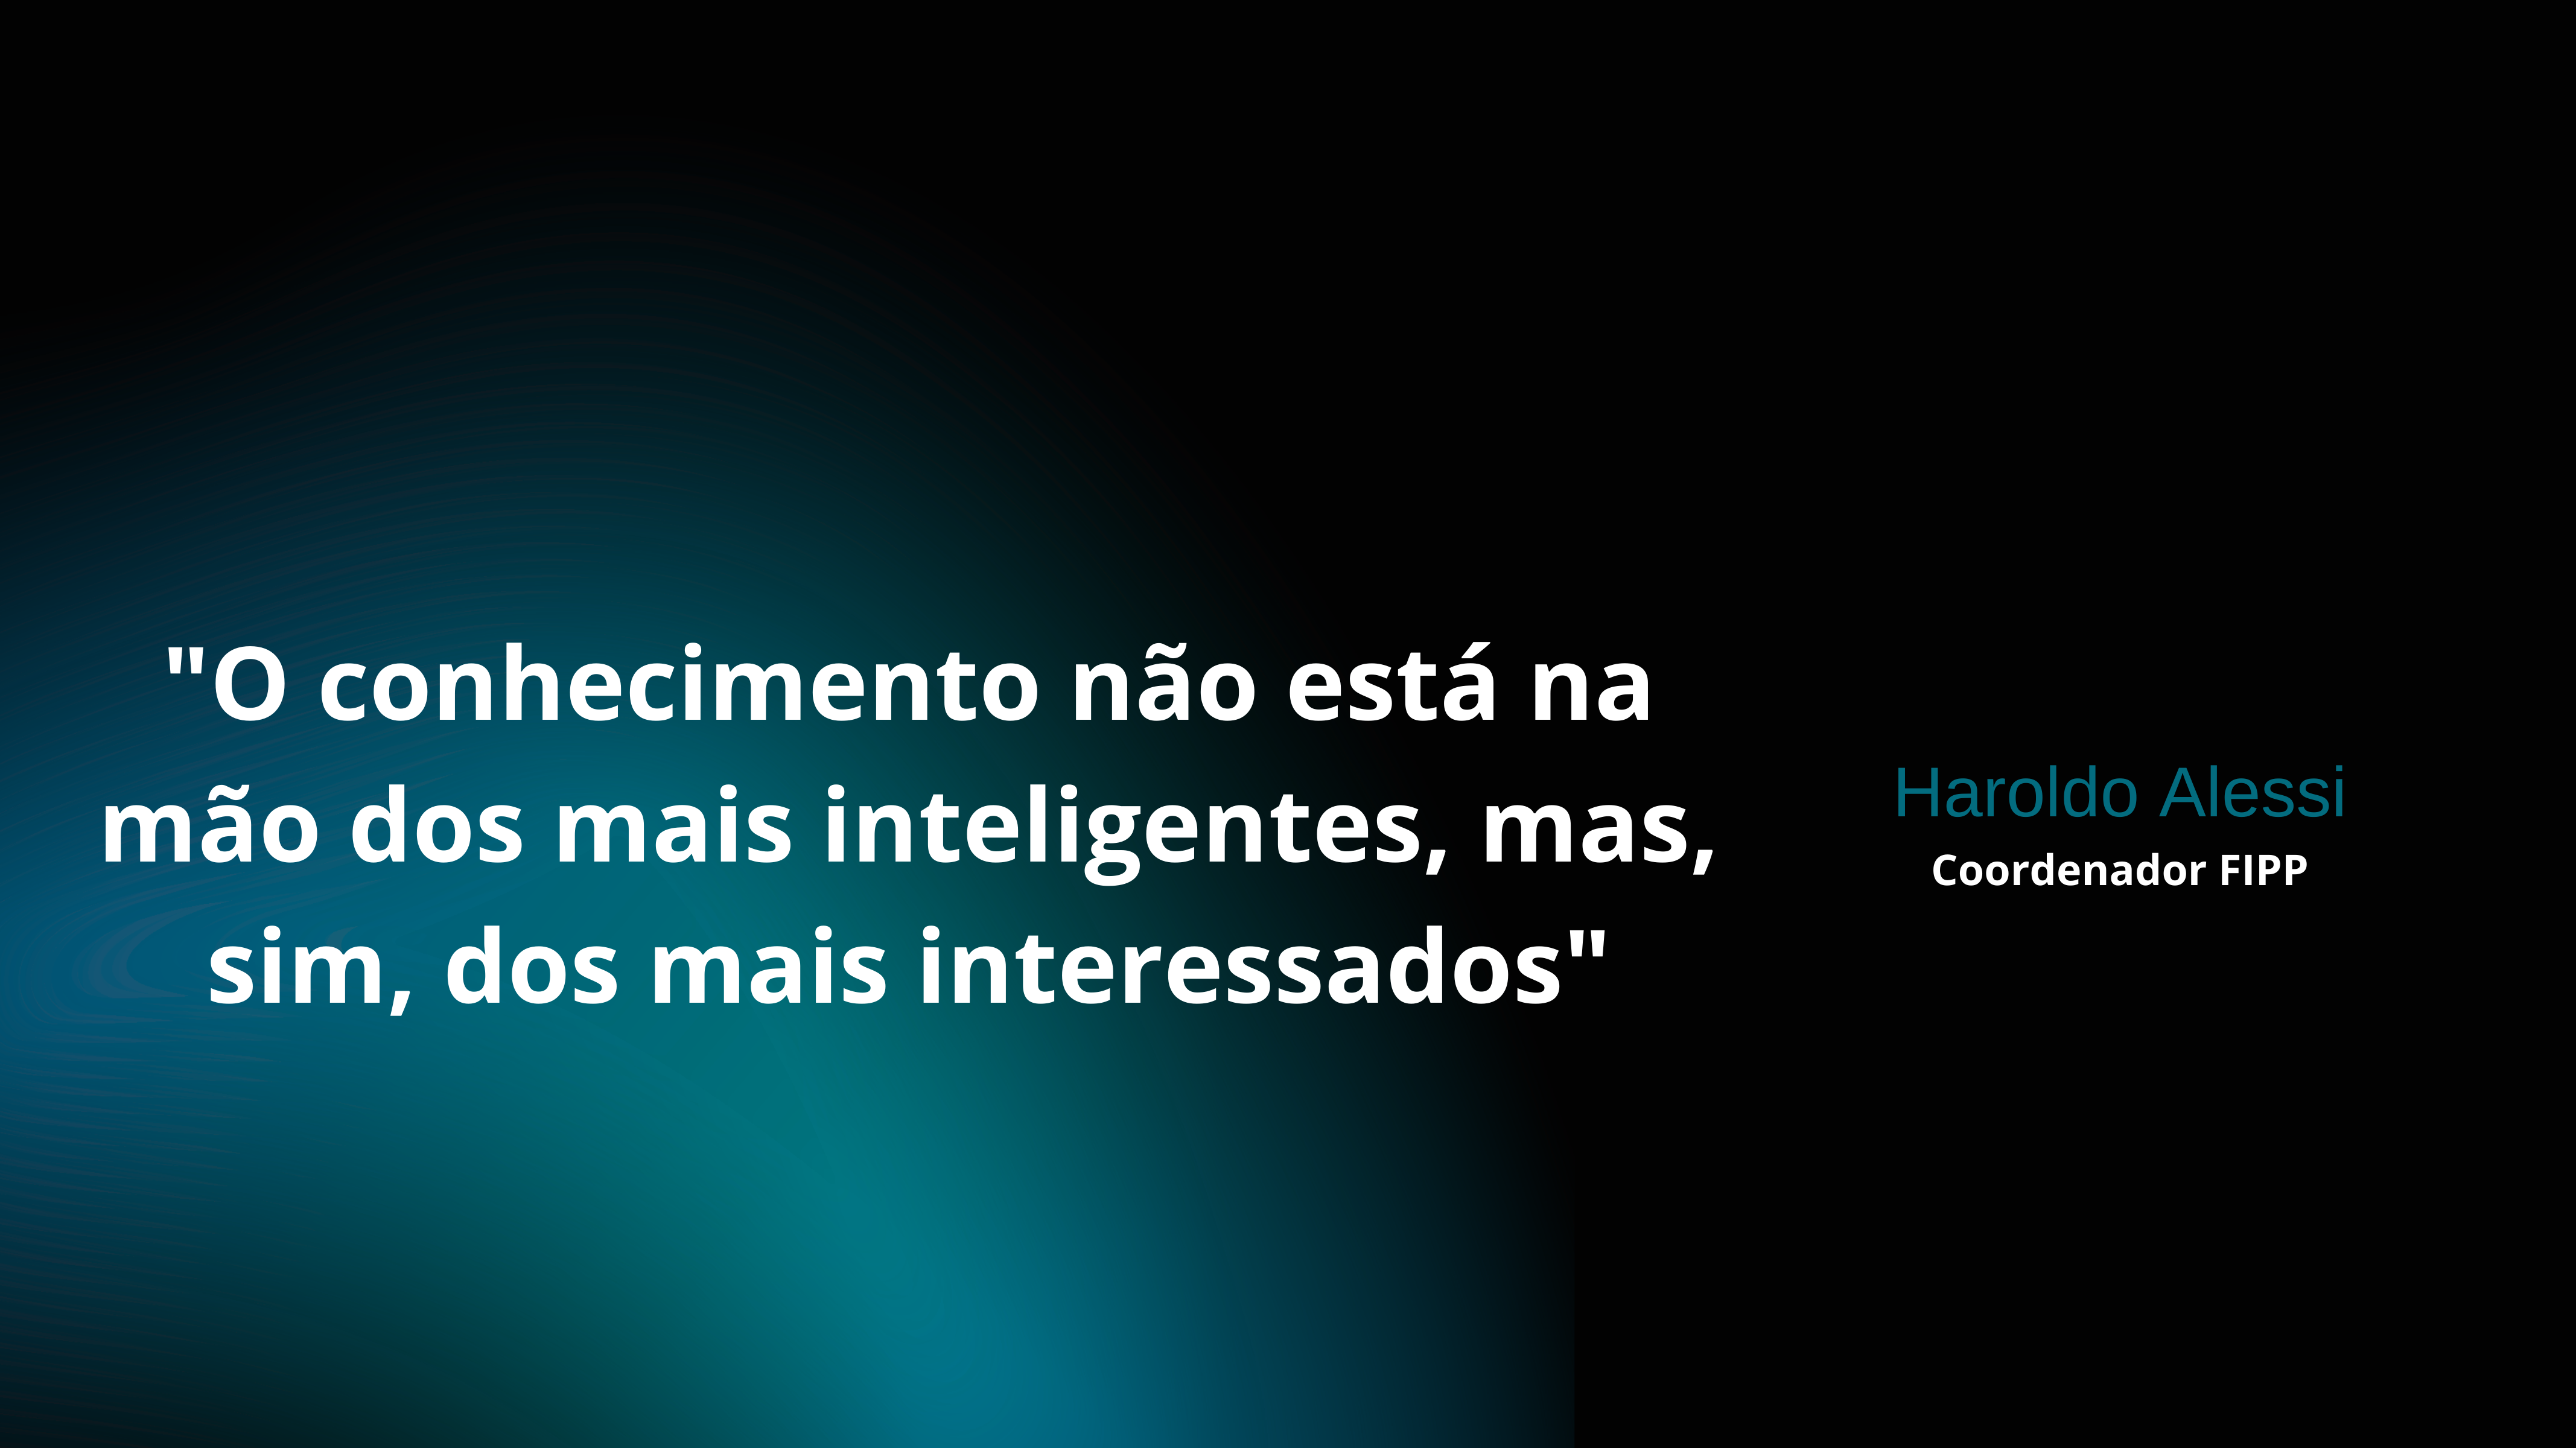 "O conhecimento não está na
mão dos mais inteligentes, mas,
sim, dos mais interessados"
Haroldo Alessi
Coordenador FIPP